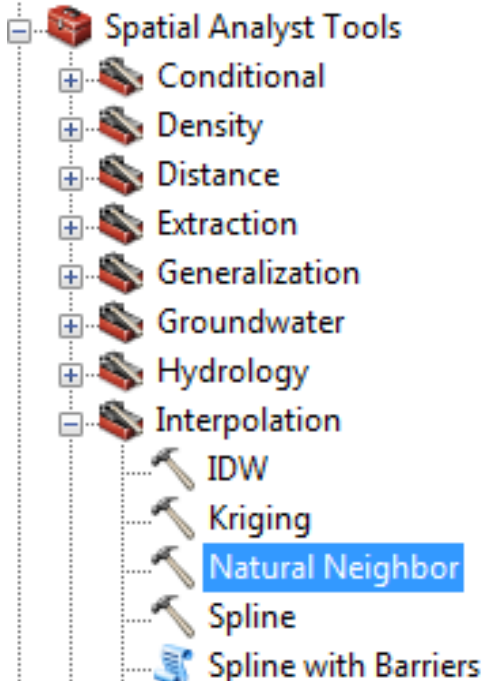 Spatial Analyst Tools
Conditional
Density
Distance
Extraction
Generalization
Groundwater
Hydrology
Interpolation
IDW
Kriging
Natural Neighbor
Spline
Spline with Barriers